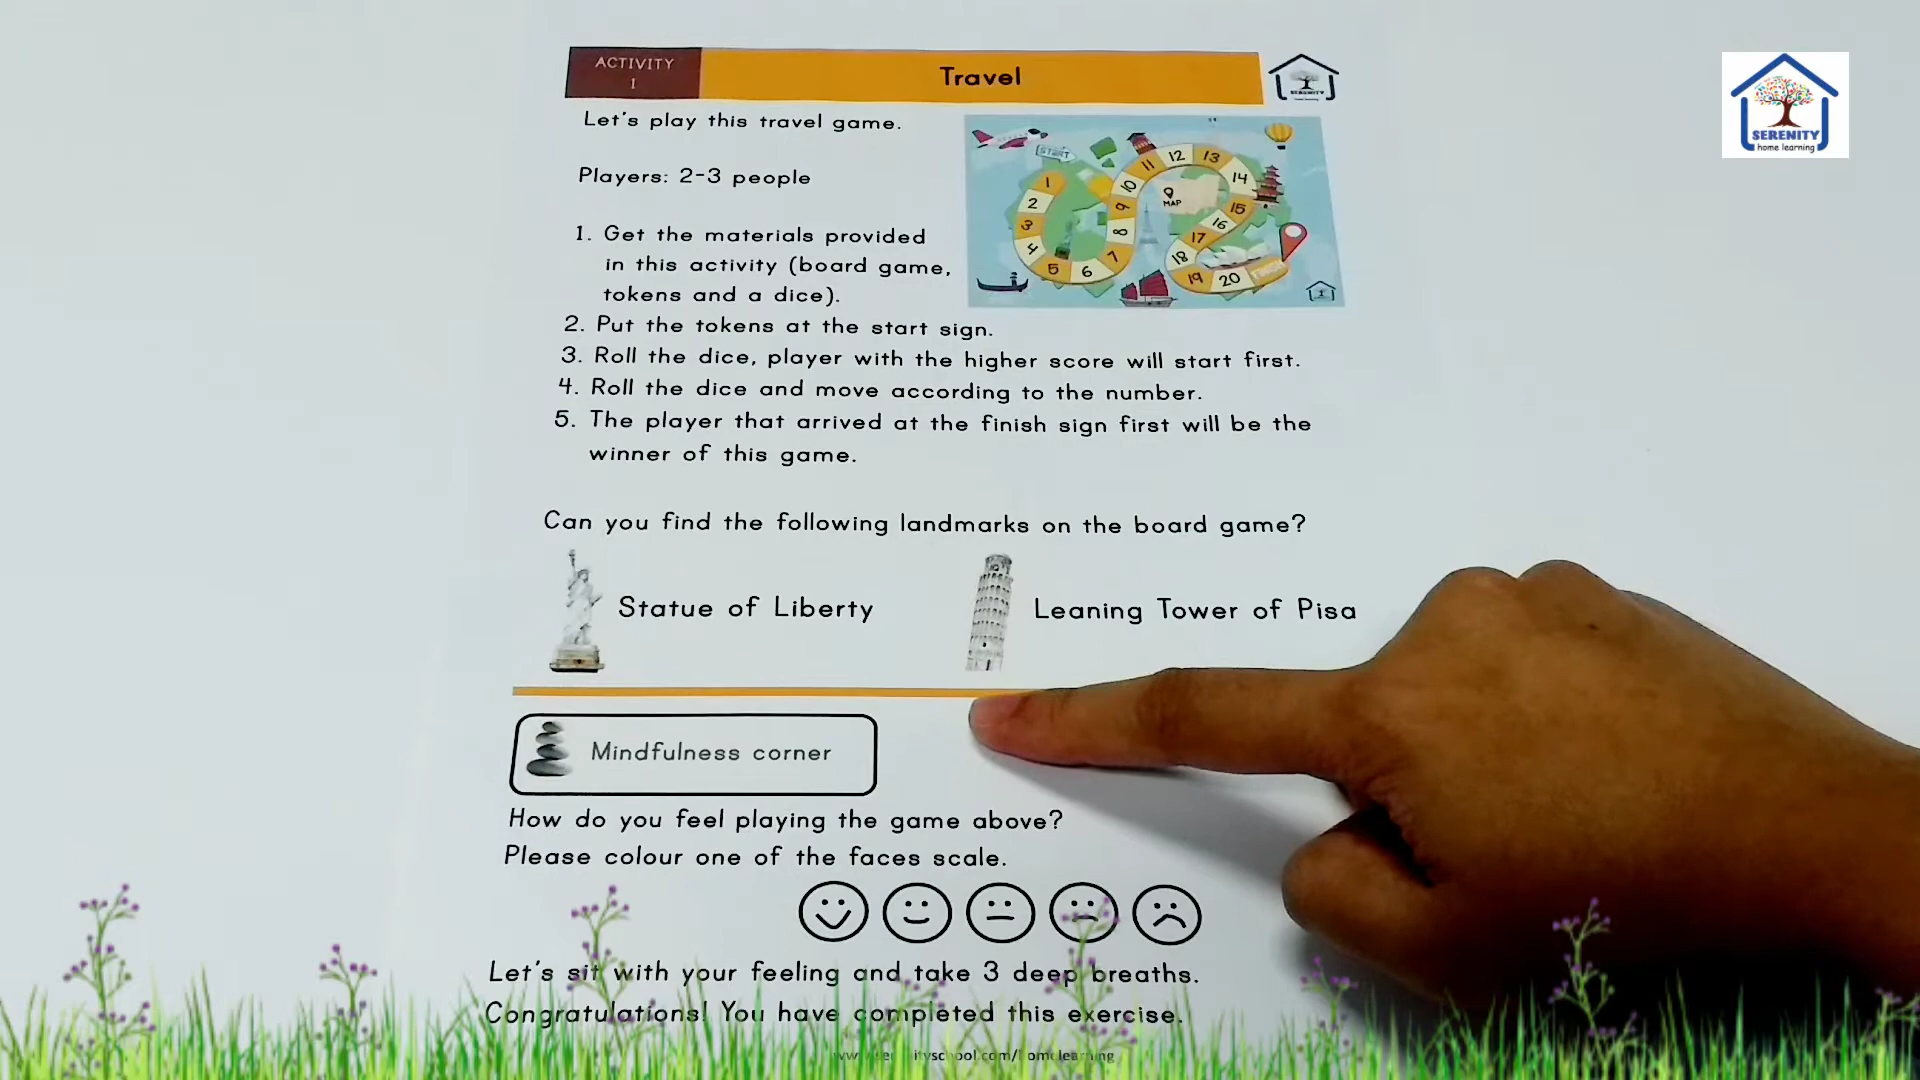 ACTIVITY
1
Travel
SERENITY
SERENITY
home learning
Let's play this travel game.
Players: 2-3 people
1. Get the materials provided
in this activity (board game,
tokens and a dice).
2. Put the tokens at the start sign.
3. Roll the dice, player with the higher score will start first.
4. Roll the dice and move according to the number.
5. The player that arrived at the finish sign first will be the
winner of this game.
START
1
2
3
4
5
6
7
8
9
10
11
12
13
14
15
16
17
18
19
20
FINISH
MAP
Can you find the following landmarks on the board game?
Statue of Liberty
Leaning Tower of Pisa
Mindfulness corner
How do you feel playing the game above?
Please colour one of the faces scale.
Let's sit with your feeling and take 3 deep breaths.
Congratulations! You have completed this exercise.